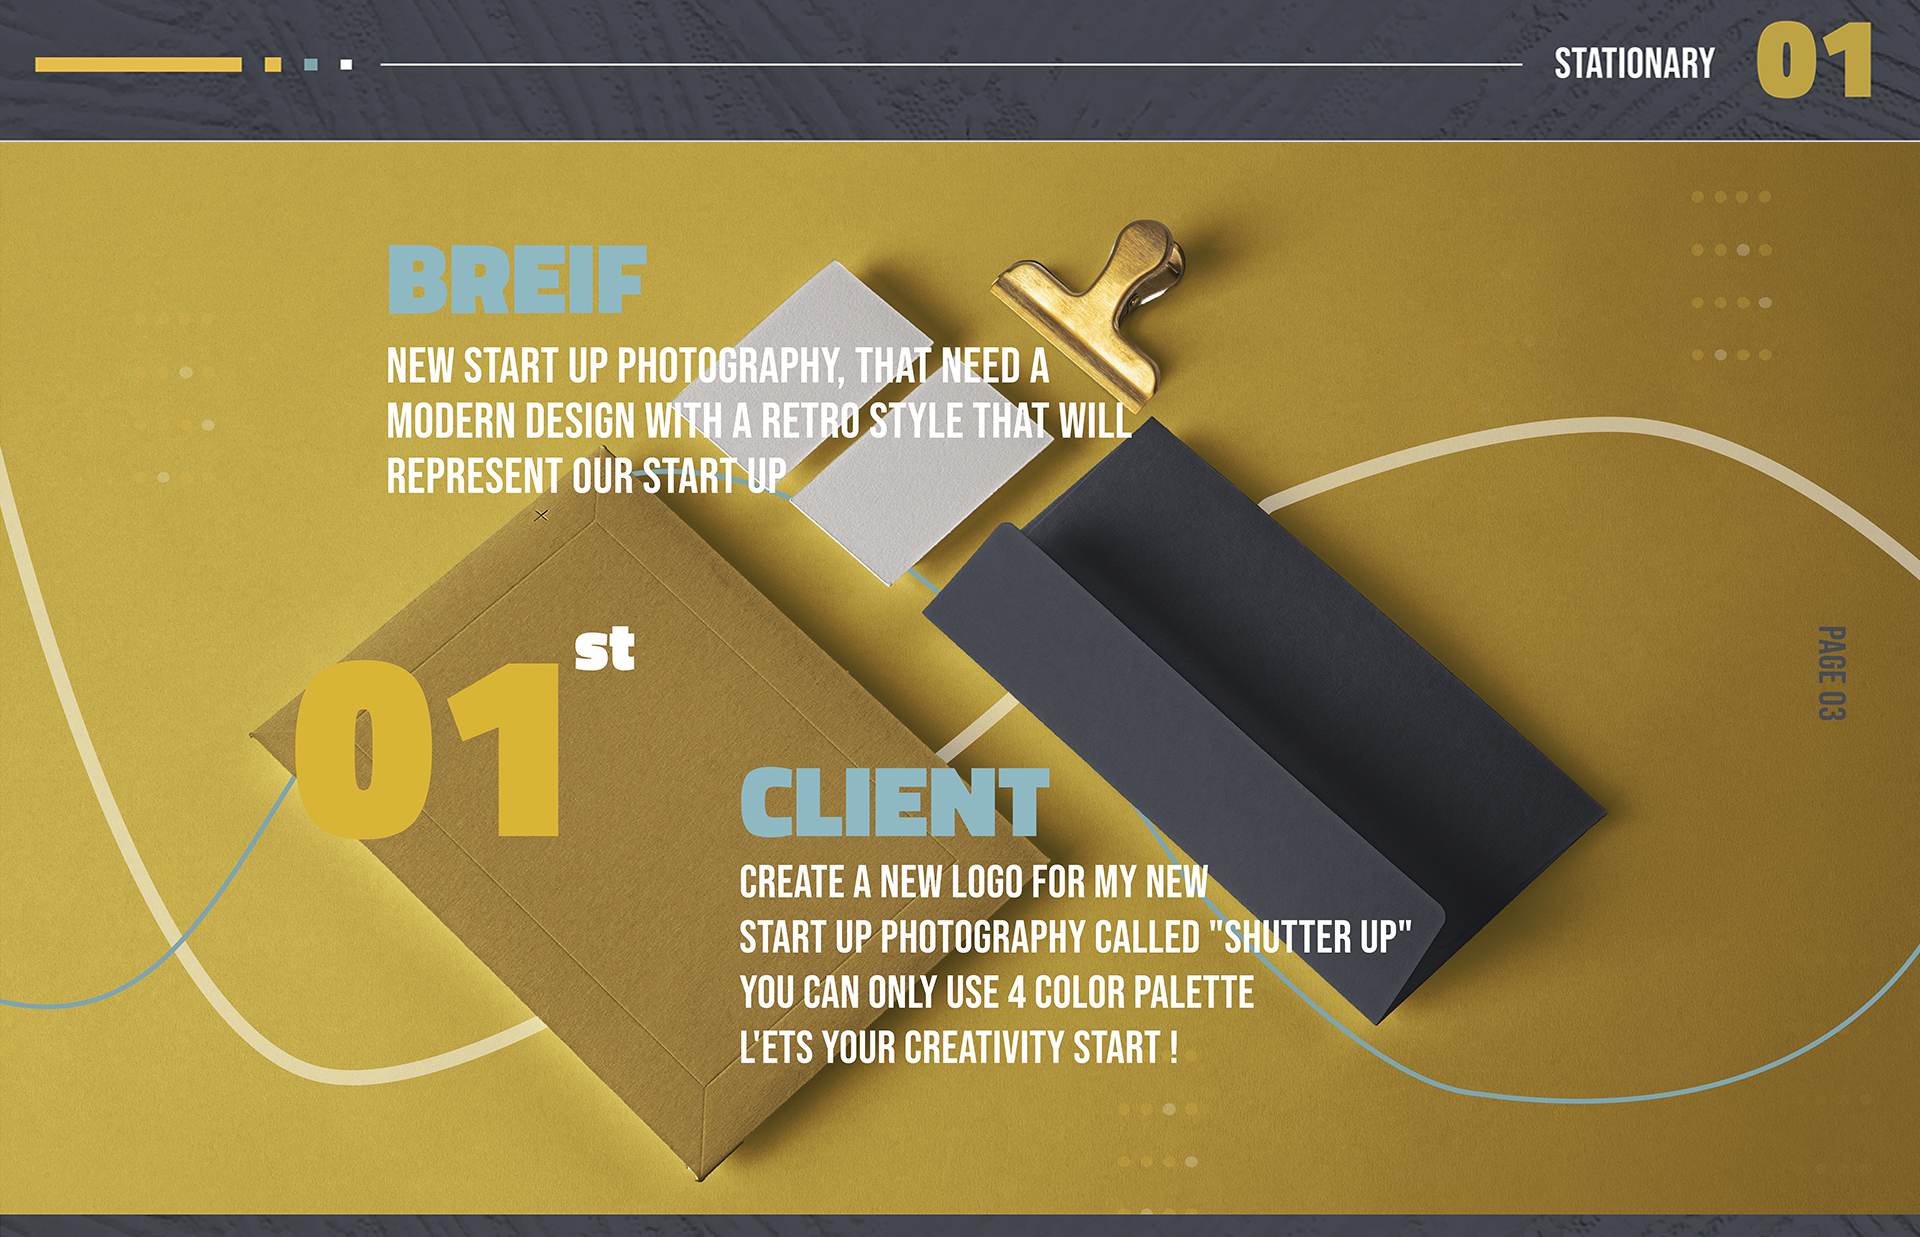 STATIONARY 01
BREIF
NEW START UP PHOTOGRAPHY, THAT NEED A
MODERN DESIGN WITH A RETRO STYLE THAT WILL
REPRESENT OUR START UP
01st
PAGE 03
CLIENT
CREATE A NEW LOGO FOR MY NEW
START UP PHOTOGRAPHY CALLED "SHUTTER UP"
YOU CAN ONLY USE 4 COLOR PALETTE
L'ETS YOUR CREATIVITY START !